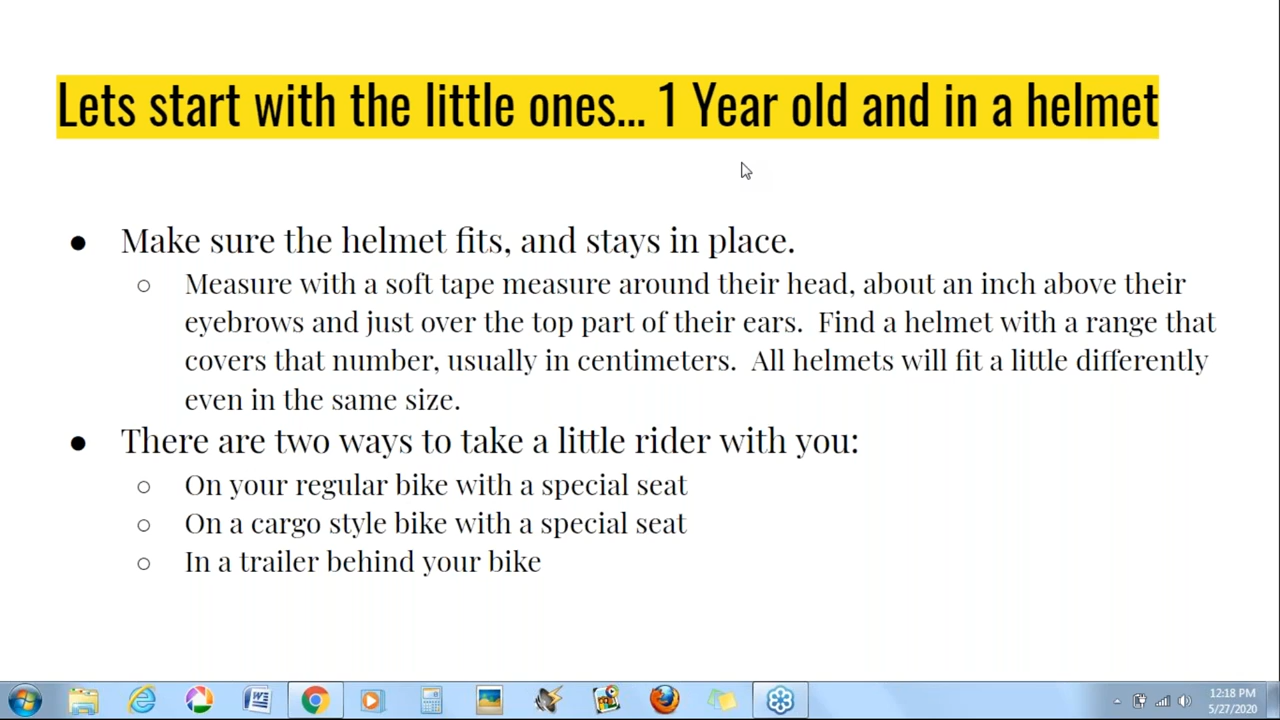 Lets start with the little ones... 1 Year old and in a helmet
● Make sure the helmet fits, and stays in place.
○ Measure with a soft tape measure around their head, about an inch above their
eyebrows and just over the top part of their ears.  Find a helmet with a range that
covers that number, usually in centimeters.  All helmets will fit a little differently
even in the same size.
● There are two ways to take a little rider with you:
○ On your regular bike with a special seat
○ On a cargo style bike with a special seat
○ In a trailer behind your bike
12:18 PM
5/27/2020